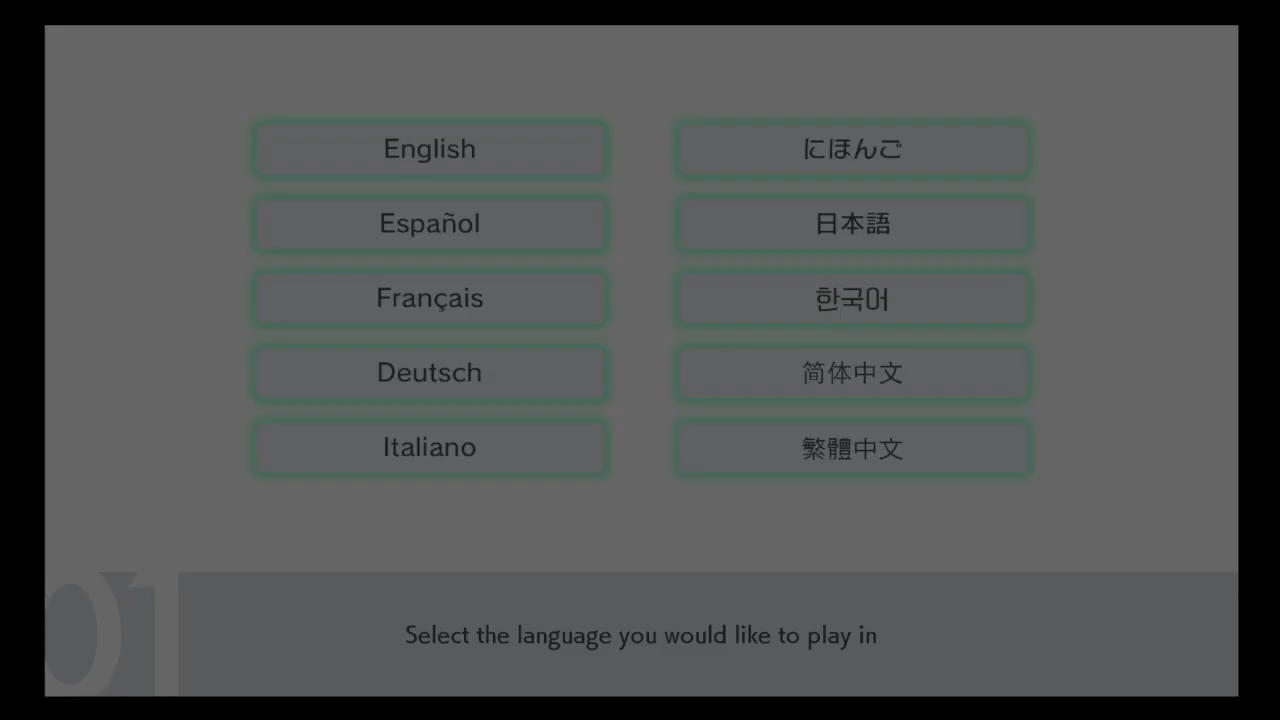 English
Español
Français
Deutsch
Italiano
にほんご
日本語
한국어
简体中文
繁體中文
01
Select the language you would like to play in